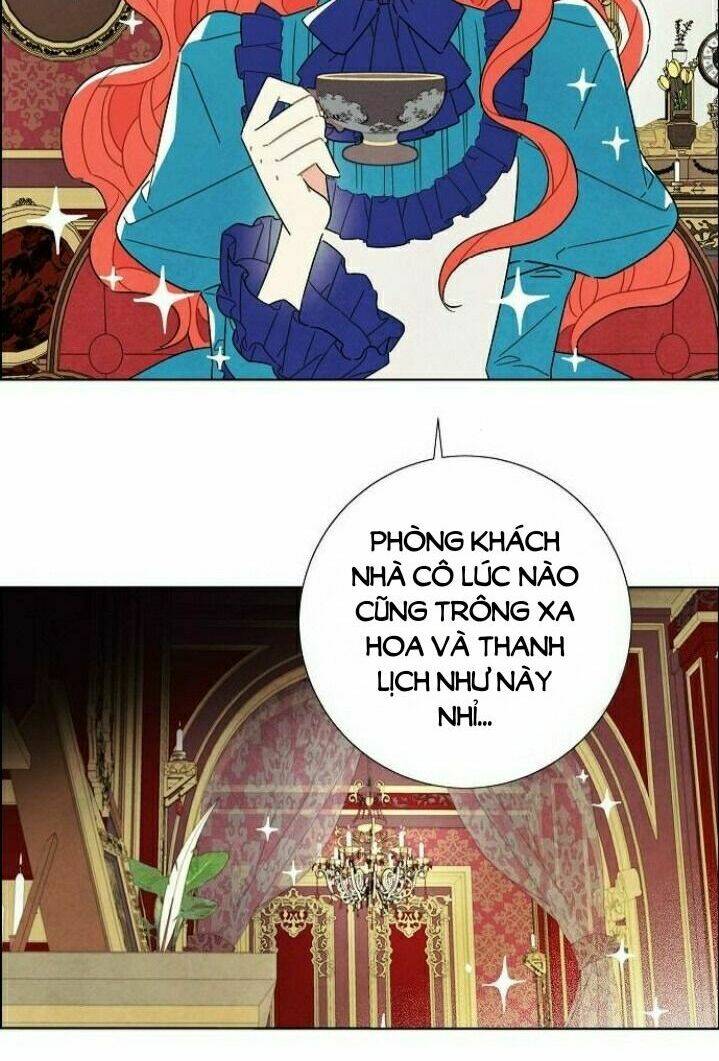 PHÒNG KHÁCH
NHÀ CÔ LÚC NÀO
CŨNG TRÔNG XA
HOA VÀ THANH
LỊCH NHƯ NÀY
NHỈ...